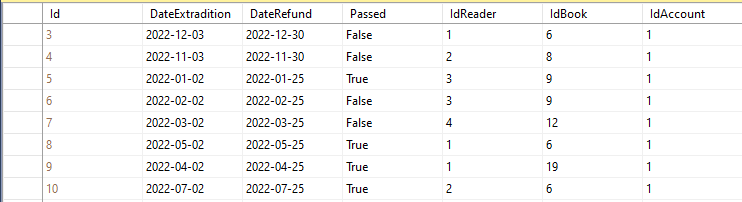 Id DateExtradition DateRefund Passed IdReader IdBook IdAccount
3 2022-12-03 2022-12-30 False 1 6 1
4 2022-11-03 2022-11-30 False 2 8 1
5 2022-01-02 2022-01-25 True 3 9 1
6 2022-02-02 2022-02-25 False 3 9 1
7 2022-03-02 2022-03-25 False 4 12 1
8 2022-05-02 2022-05-25 True 1 6 1
9 2022-04-02 2022-04-25 True 1 19 1
10 2022-07-02 2022-07-25 True 2 6 1